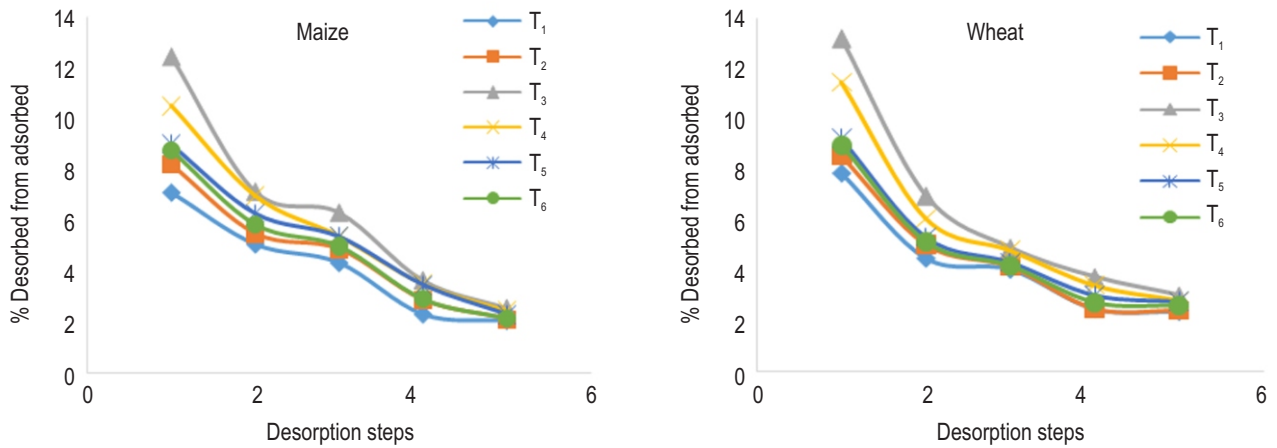 Maize
% Desorbed from adsorbed
14
12
10
8
6
4
2
0
0 2 4 6
Desorption steps
T1
T2
T3
T4
T5
T6
Wheat
% Desorbed from adsorbed
14
12
10
8
6
4
2
0
0 2 4 6
Desorption steps
T1
T2
T3
T4
T5
T6